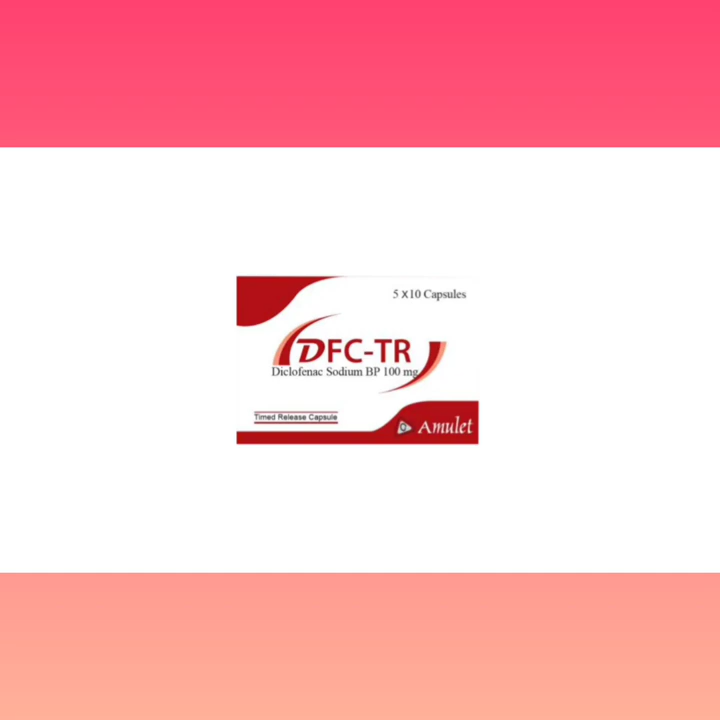 5 X10 Capsules
DFC-TR
Diclofenac Sodium BP 100 mg
Timed Release Capsule
Amulet